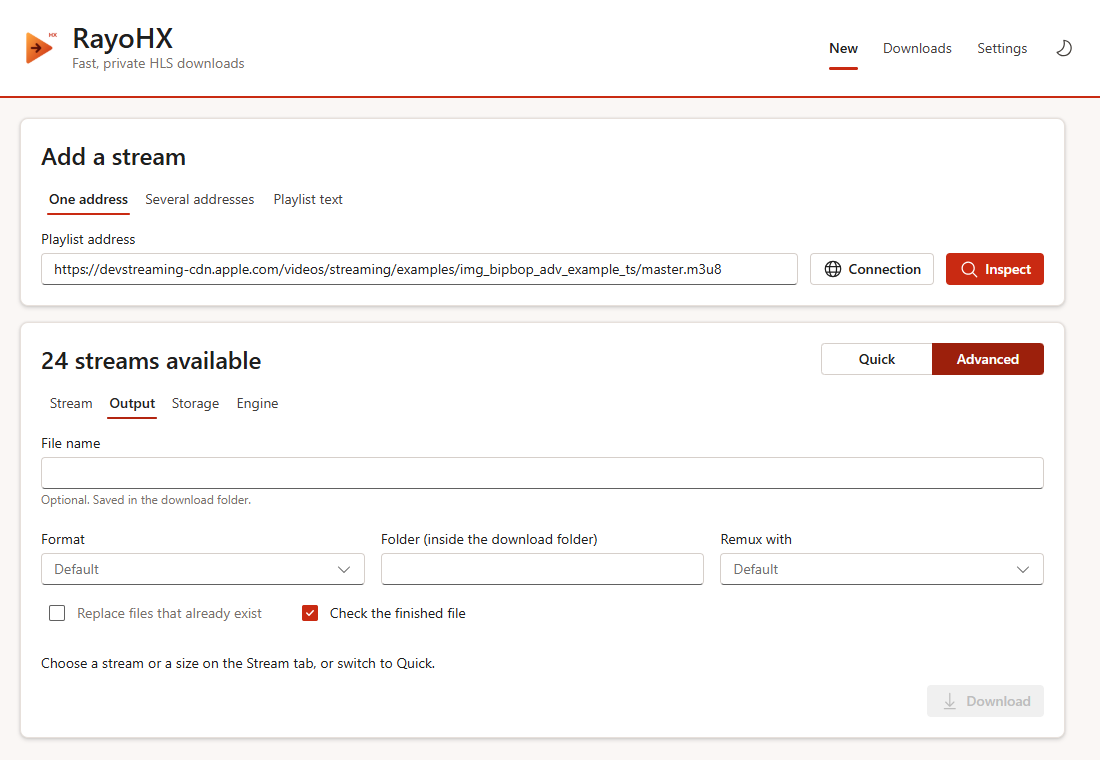 HX
RayoHX
Fast, private HLS downloads
New Downloads Settings
Add a stream
One address Several addresses Playlist text
Playlist address
https://devstreaming-cdn.apple.com/videos/streaming/examples/img_bipbop_adv_example_ts/master.m3u8 Connection Inspect
24 streams available Quick Advanced
Stream Output Storage Engine
File name
Optional. Saved in the download folder.
Format Folder (inside the download folder) Remux with
Default Default
Replace files that already exist Check the finished file
Choose a stream or a size on the Stream tab, or switch to Quick.
Download